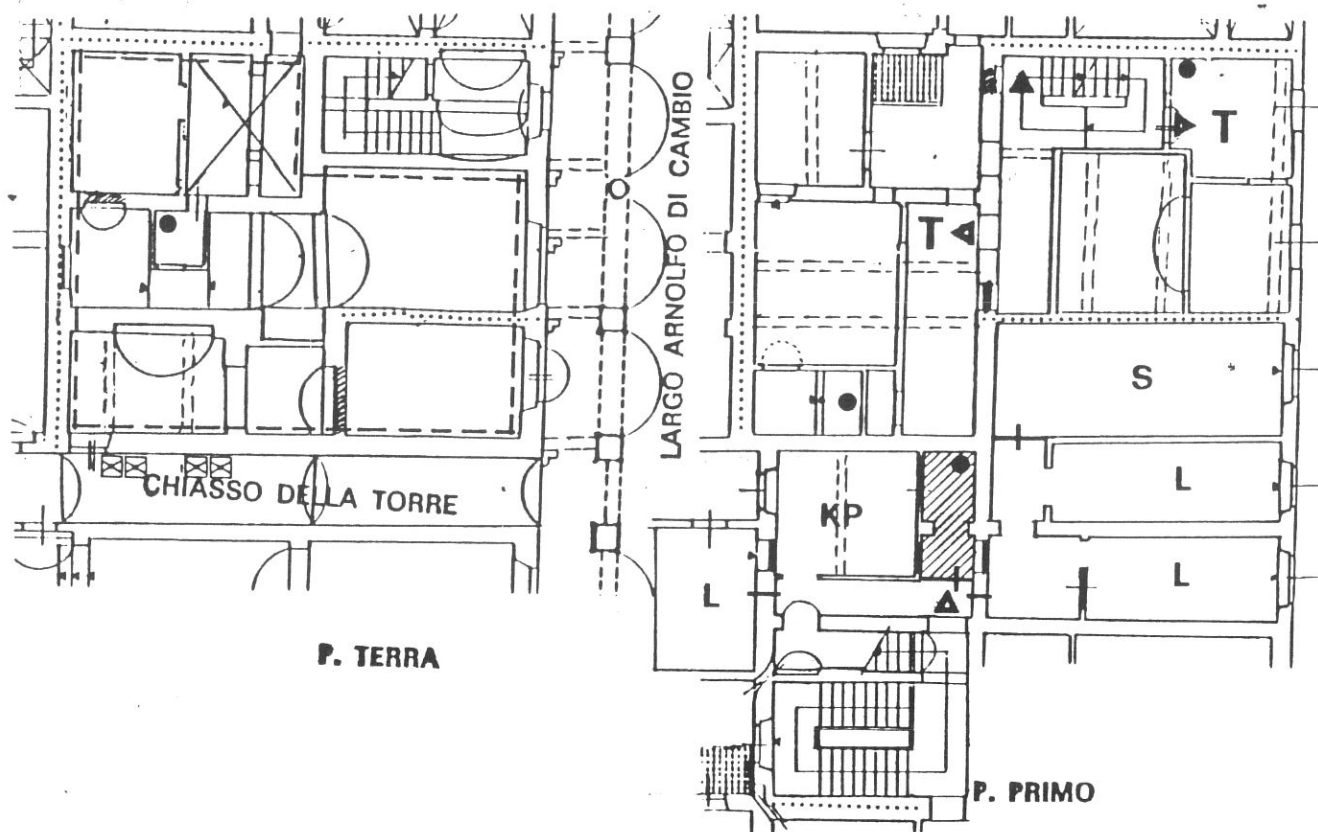 LARGO ARNOLFO DI CAMBIO
CHIASSO DELLA TORRE
P. TERRA
T
T
S
L
KP
L
L
P. PRIMO